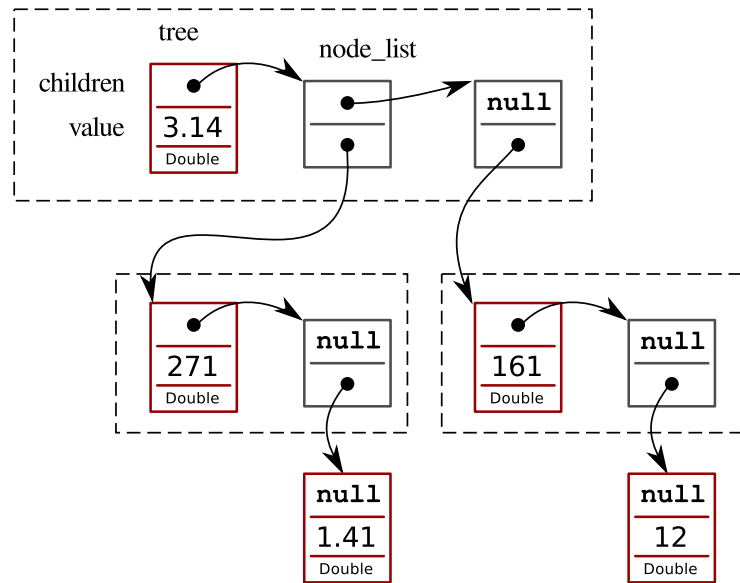 tree
node_list
children
null
value
3.14
Double
null
null
271
161
Double
Double
null
null
1.41
12
Double
Double